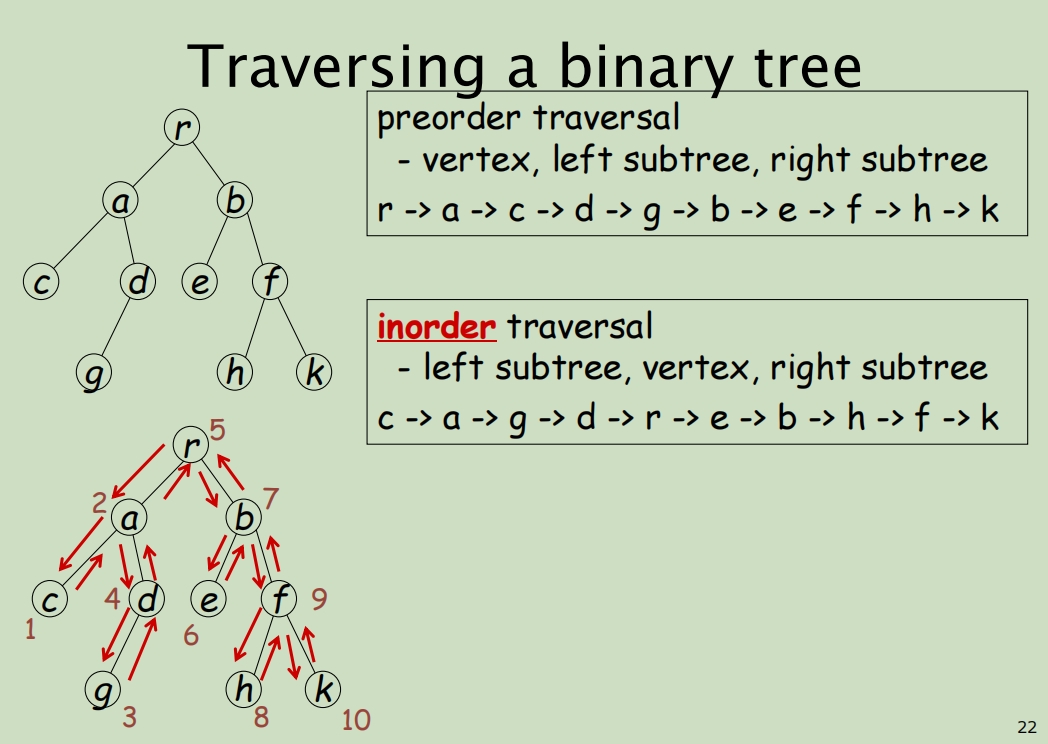 Traversing a binary tree
preorder traversal
- vertex, left subtree, right subtree
r -> a -> c -> d -> g -> b -> e -> f -> h -> k
inorder traversal
- left subtree, vertex, right subtree
c -> a -> g -> d -> r -> e -> b -> h -> f -> k
r
a b
c d e f
g h k
r 5
2 a b 7
c 4 d e f 9
1 6
g h k
3 8 10
22